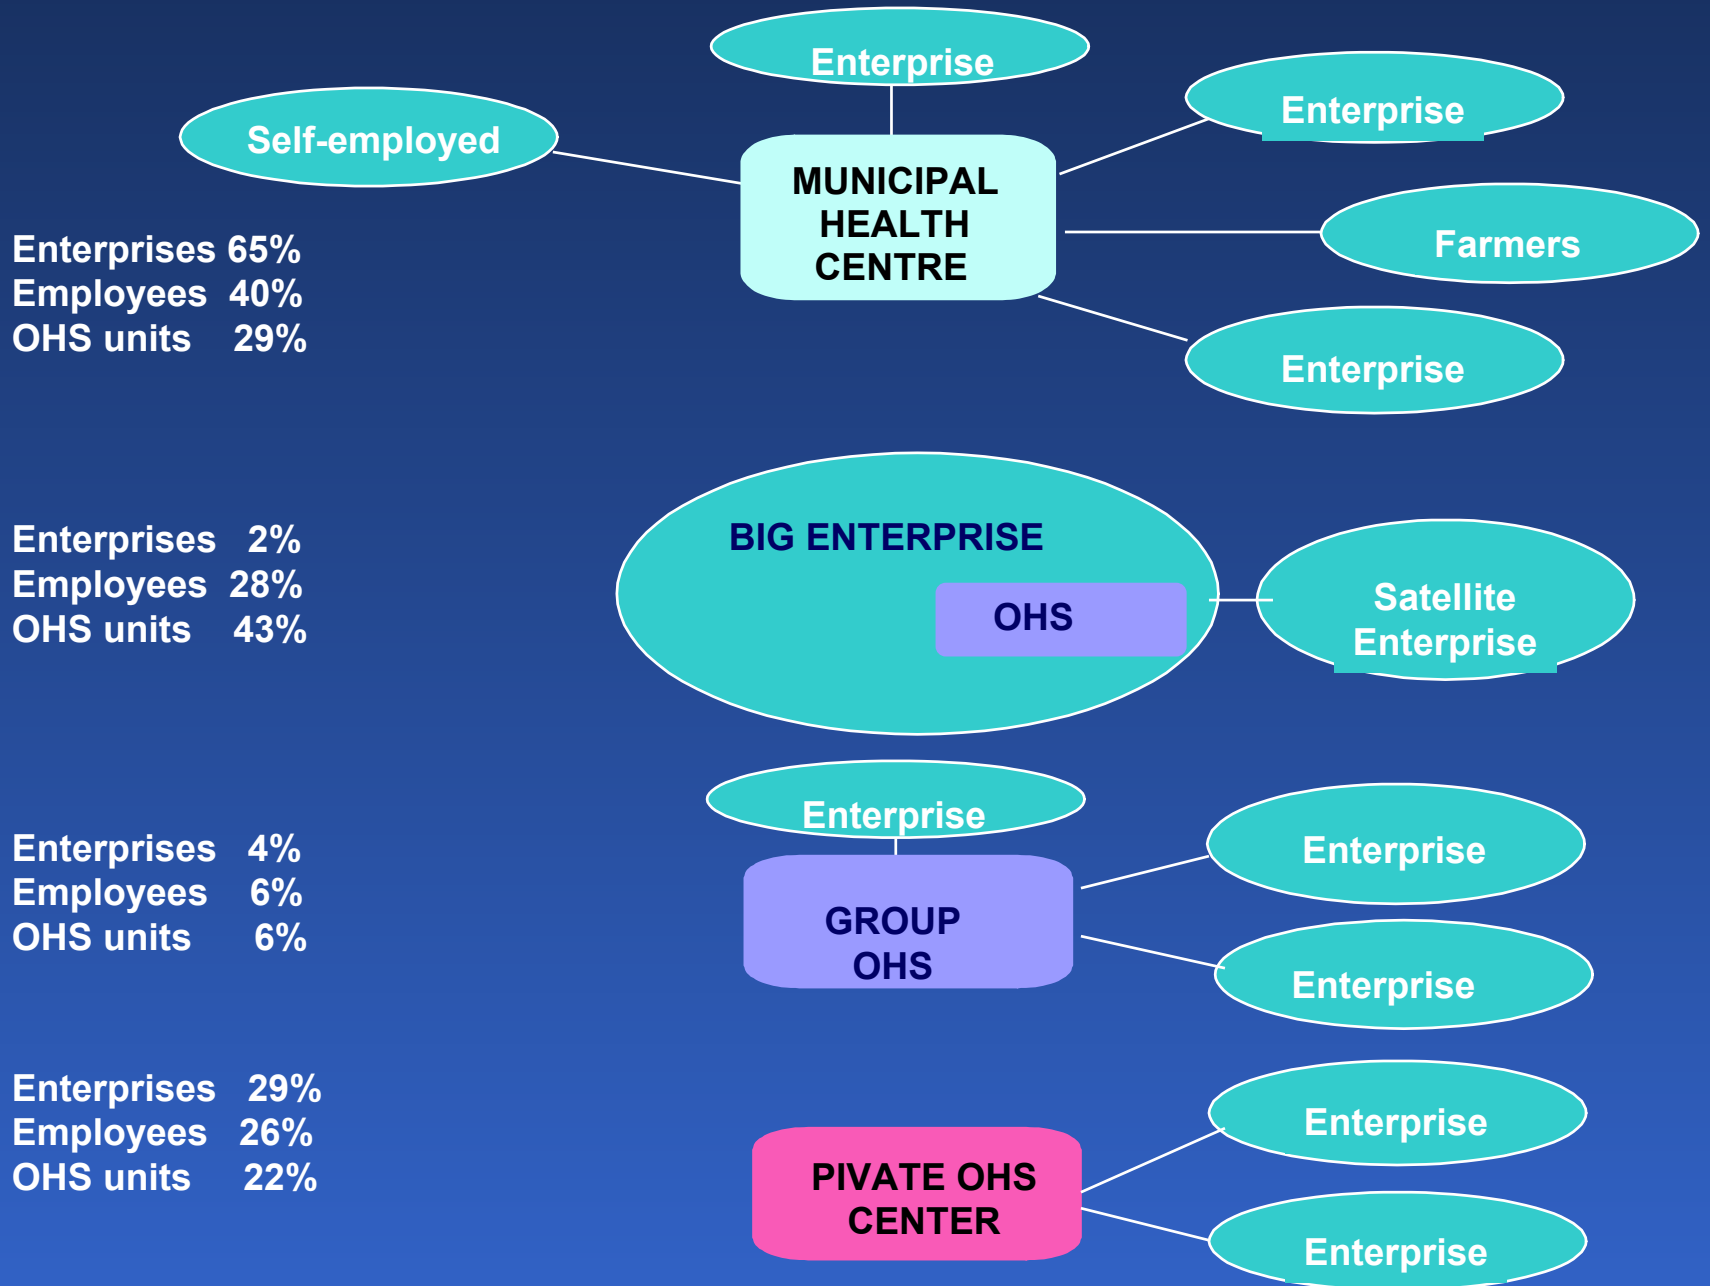 Enterprise
Enterprise
Self-employed
MUNICIPAL
HEALTH
CENTRE
Farmers
Enterprise
Enterprises 65%
Employees 40%
OHS units 29%
BIG ENTERPRISE
OHS
Satellite
Enterprise
Enterprises 2%
Employees 28%
OHS units 43%
Enterprise
Enterprise
GROUP
OHS
Enterprise
Enterprises 4%
Employees 6%
OHS units 6%
Enterprises 29%
Employees 26%
OHS units 22%
PIVATE OHS
CENTER
Enterprise
Enterprise